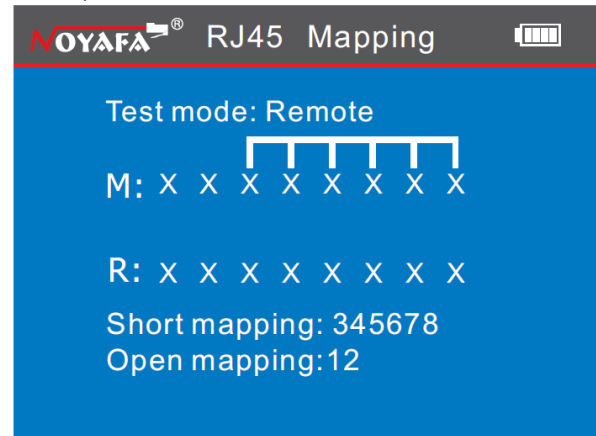 NOYAFA® RJ45 Mapping
Test mode: Remote
M: X X X X X X X X
R: X X X X X X X X
Short mapping: 345678
Open mapping:12